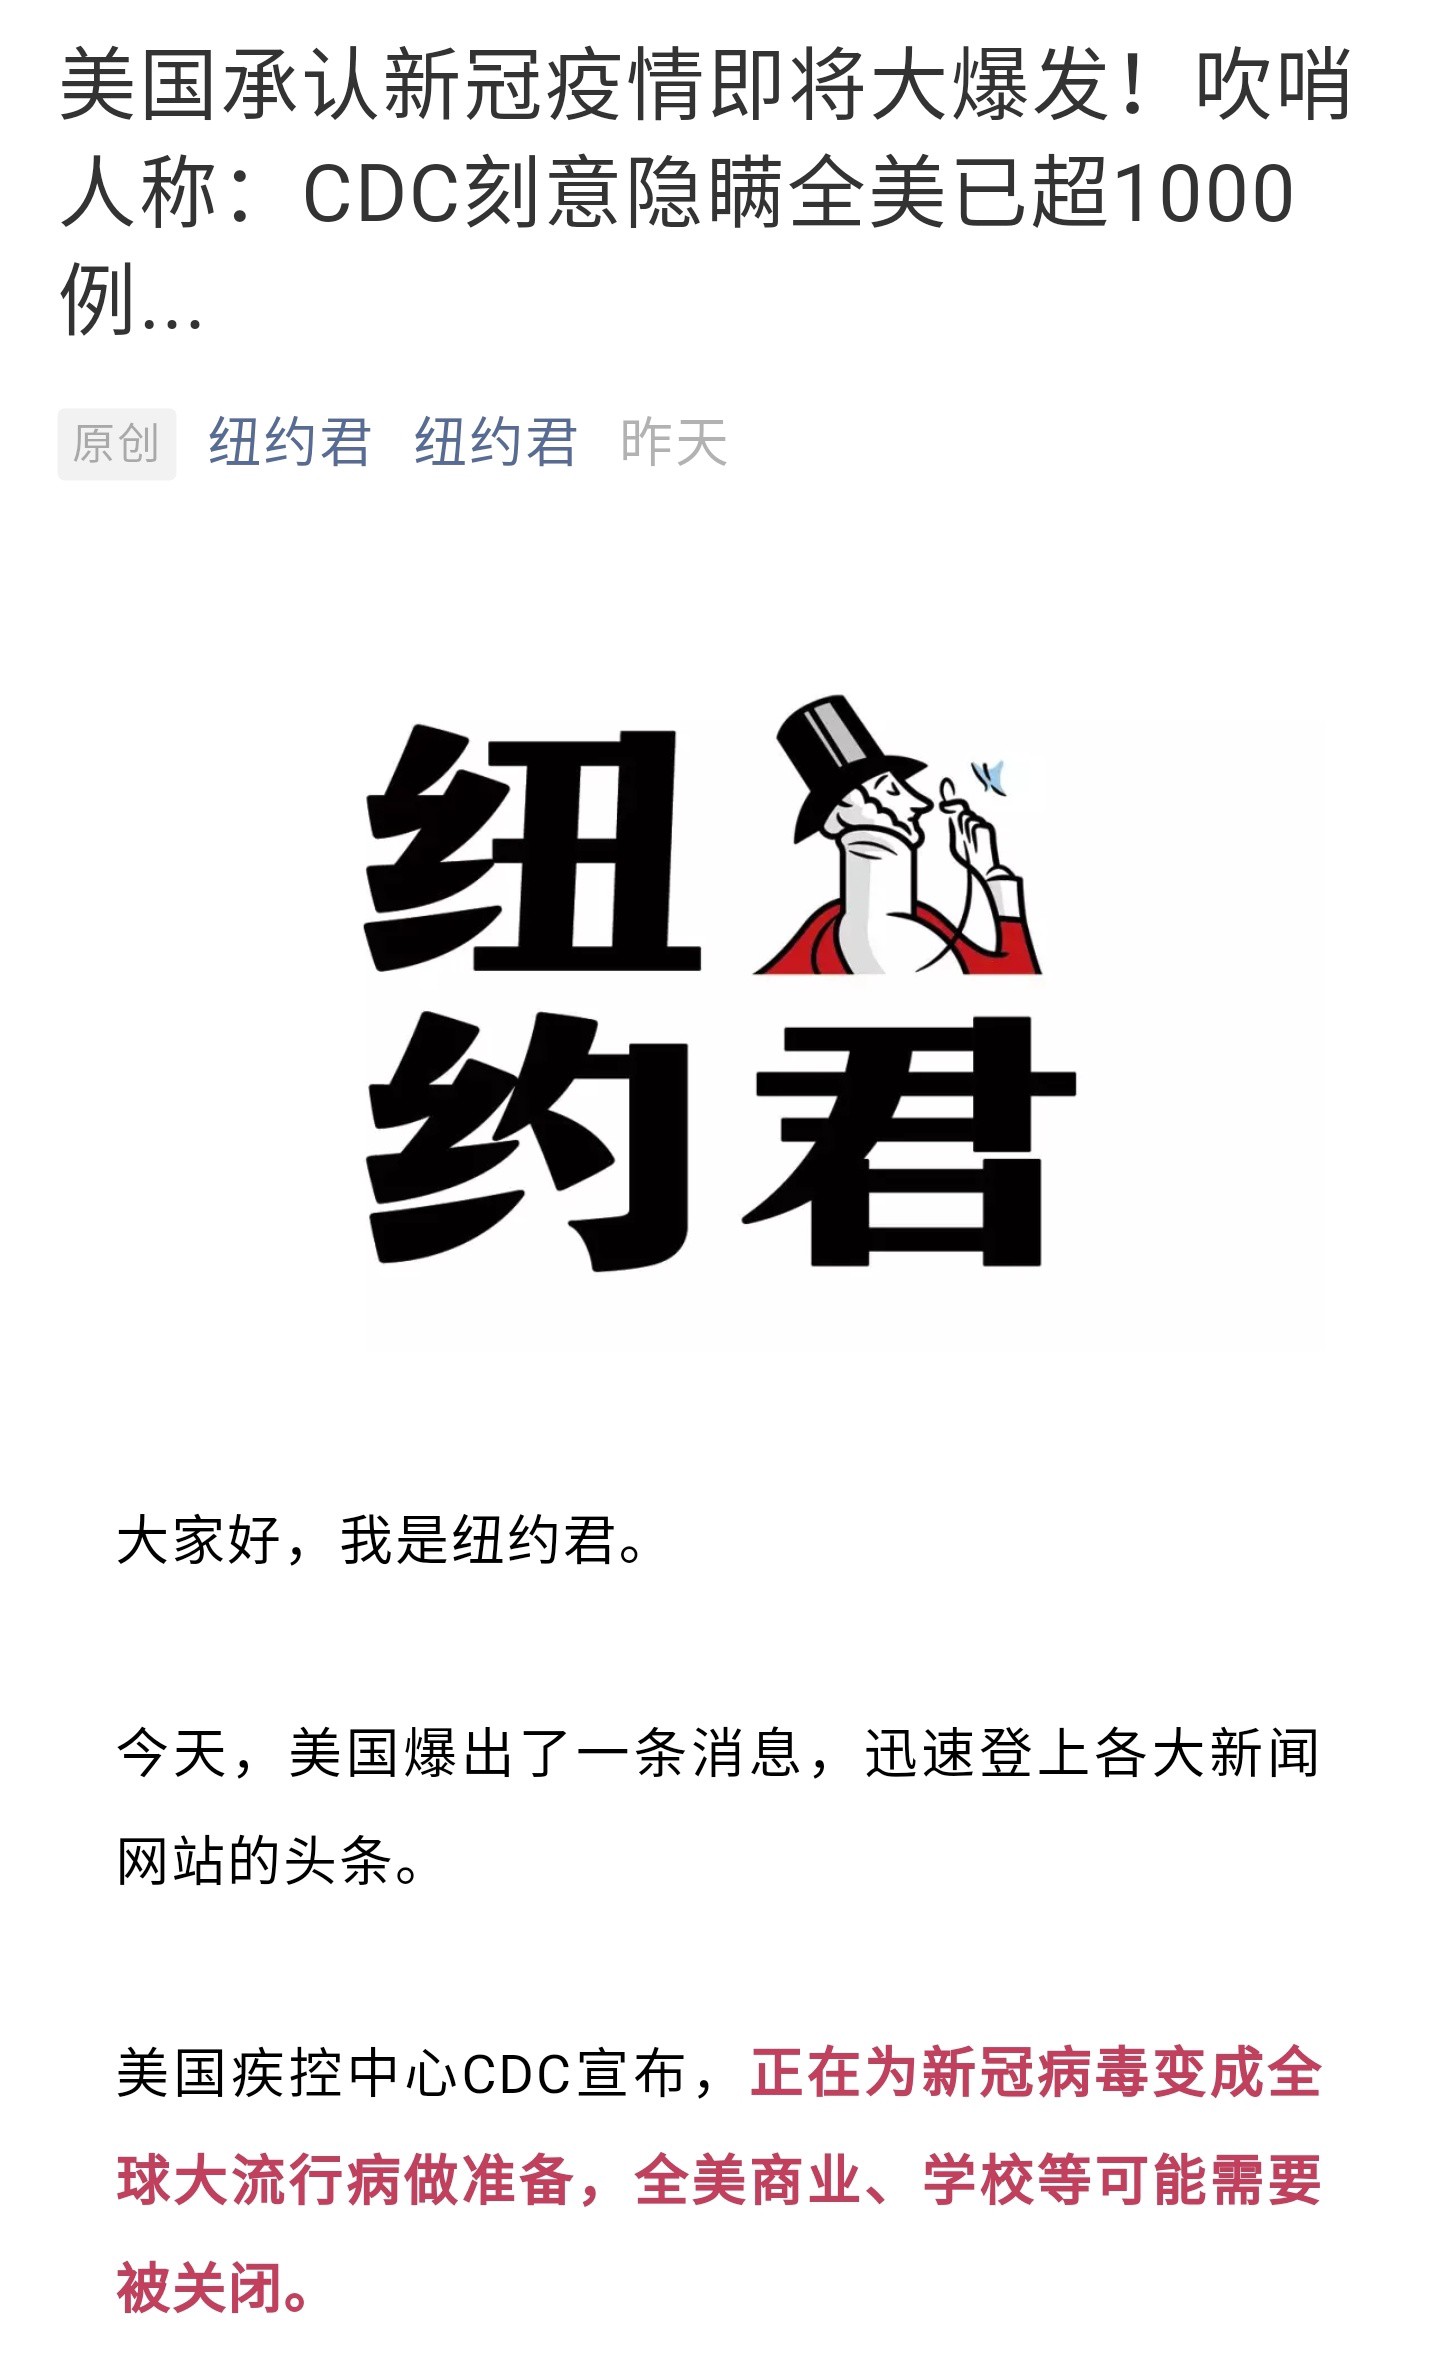 美国承认新冠疫情即将大爆发！吹哨
人称：CDC刻意隐瞒全美已超1000
例...
原创 纽约君 纽约君 昨天
纽
约君
大家好，我是纽约君。
今天，美国爆出了一条消息，迅速登上各大新闻
网站的头条。
美国疾控中心CDC宣布，正在为新冠病毒变成全
球大流行病做准备，全美商业、学校等可能需要
被关闭。